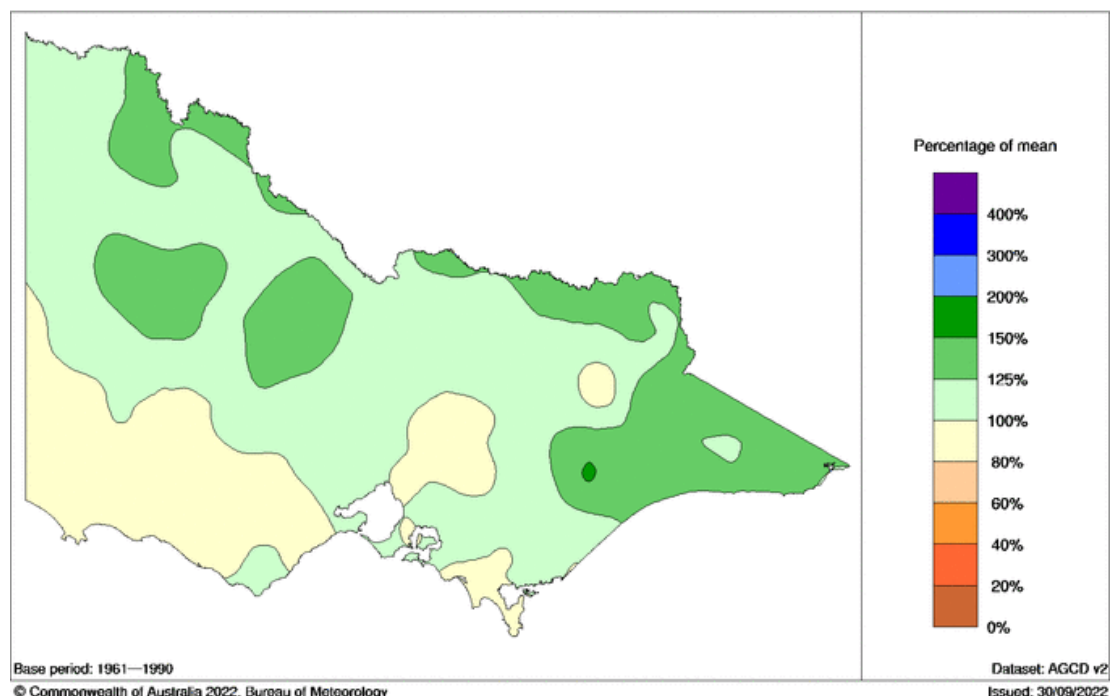 Percentage of mean
400%
300%
200%
150%
125%
100%
80%
60%
40%
20%
0%
Base period: 1961—1990
Dataset: AGCD v2
© Commonwealth of Australia 2022, Bureau of Meteorology
Issued: 30/09/2022